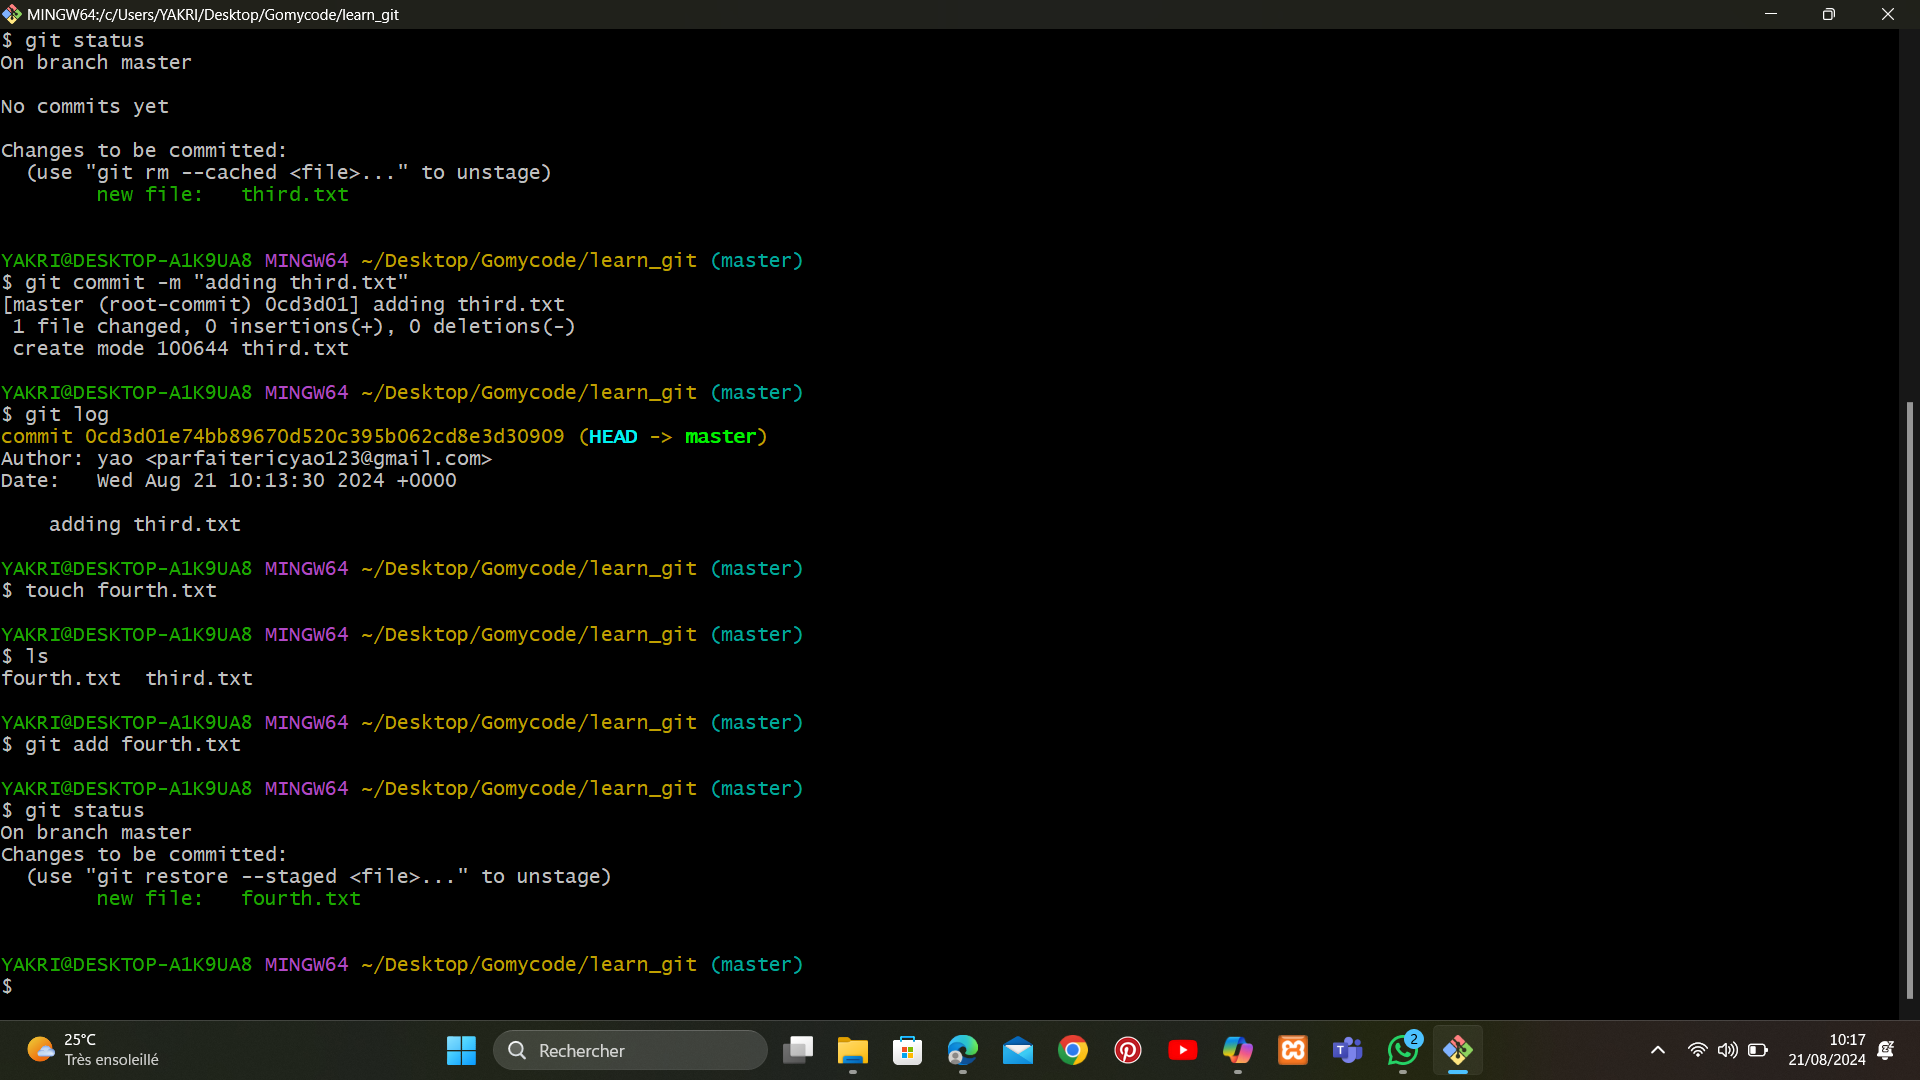 MINGW64:/c/Users/YAKRI/Desktop/Gomycode/learn_git
$ git status
On branch master
No commits yet
Changes to be committed:
  (use "git rm --cached <file>..." to unstage)
        new file:   third.txt
YAKRI@DESKTOP-A1K9UA8 MINGW64 ~/Desktop/Gomycode/learn_git (master)
$ git commit -m "adding third.txt"
[master (root-commit) 0cd3d01] adding third.txt
 1 file changed, 0 insertions(+), 0 deletions(-)
 create mode 100644 third.txt
YAKRI@DESKTOP-A1K9UA8 MINGW64 ~/Desktop/Gomycode/learn_git (master)
$ git log
commit 0cd3d01e74bb89670d520c395b062cd8e3d30909 (HEAD -> master)
Author: yao <parfaitericyao123@gmail.com>
Date:   Wed Aug 21 10:13:30 2024 +0000
    adding third.txt
YAKRI@DESKTOP-A1K9UA8 MINGW64 ~/Desktop/Gomycode/learn_git (master)
$ touch fourth.txt
YAKRI@DESKTOP-A1K9UA8 MINGW64 ~/Desktop/Gomycode/learn_git (master)
$ ls
fourth.txt  third.txt
YAKRI@DESKTOP-A1K9UA8 MINGW64 ~/Desktop/Gomycode/learn_git (master)
$ git add fourth.txt
YAKRI@DESKTOP-A1K9UA8 MINGW64 ~/Desktop/Gomycode/learn_git (master)
$ git status
On branch master
Changes to be committed:
  (use "git restore --staged <file>..." to unstage)
        new file:   fourth.txt
YAKRI@DESKTOP-A1K9UA8 MINGW64 ~/Desktop/Gomycode/learn_git (master)
$
25°C
Très ensoleillé
Rechercher
2
10:17
21/08/2024